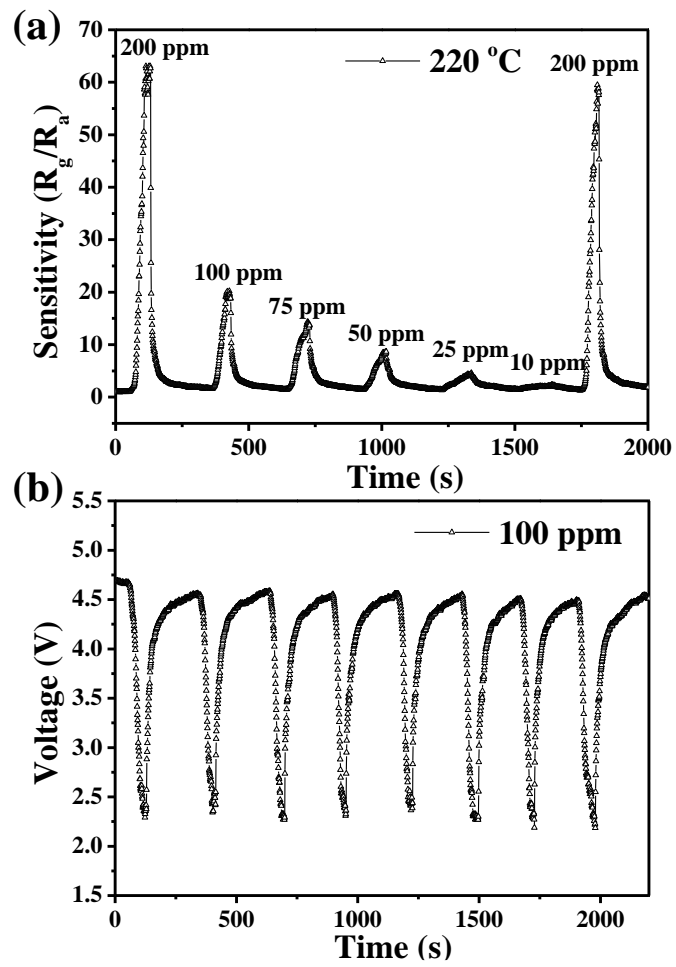 (a)
70
60
50
40
30
20
10
0
Sensitivity (R_g/R_a)
200 ppm
220 °C
200 ppm
100 ppm
75 ppm
50 ppm
25 ppm
10 ppm
0 500 1000 1500 2000
Time (s)
(b)
5.5
5.0
4.5
4.0
3.5
3.0
2.5
2.0
1.5
Voltage (V)
100 ppm
0 500 1000 1500 2000
Time (s)